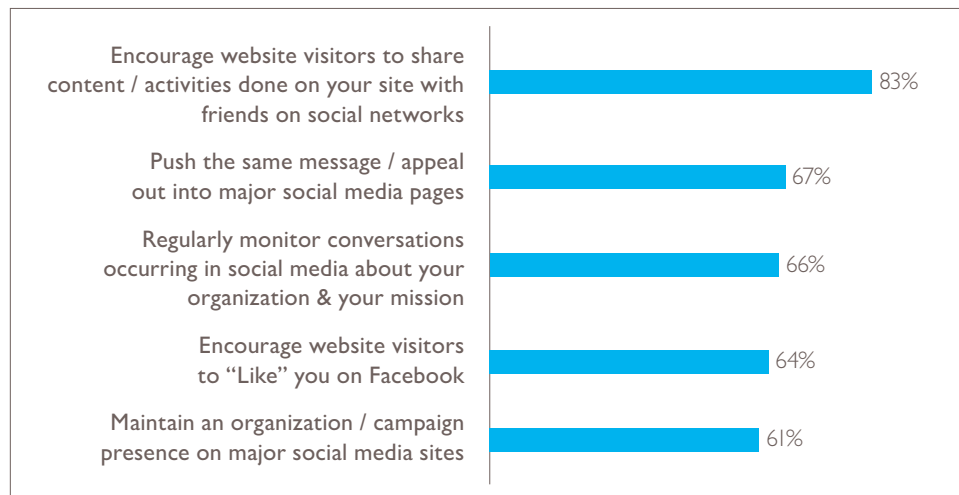 Encourage website visitors to share
content / activities done on your site with
friends on social networks
83%
Push the same message / appeal
out into major social media pages
67%
Regularly monitor conversations
occurring in social media about your
organization & your mission
66%
Encourage website visitors
to “Like” you on Facebook
64%
Maintain an organization / campaign
presence on major social media sites
61%